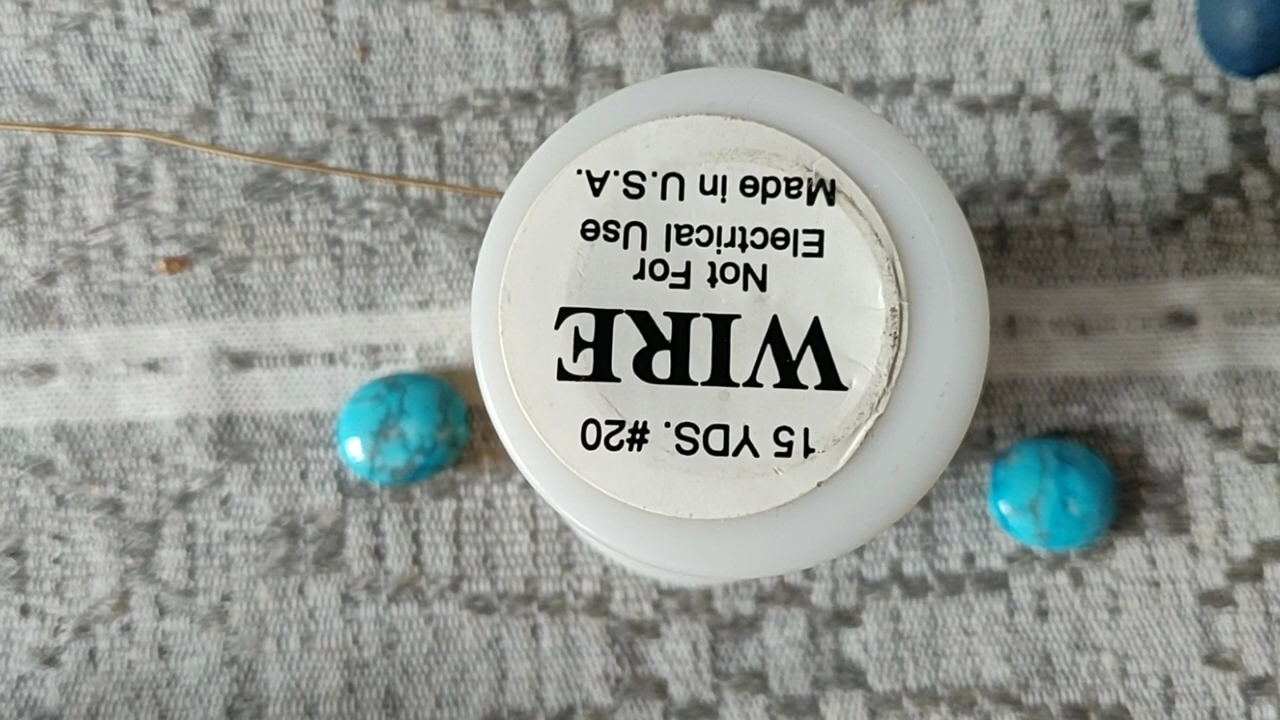 15 YDS. #20
WIRE
Not For
Electrical Use
Made in U.S.A.